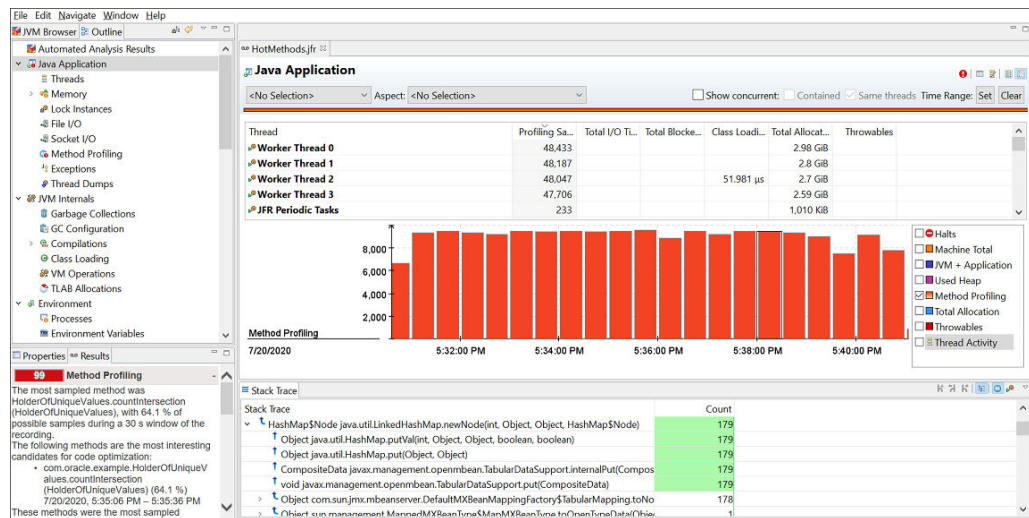 File Edit Navigate Window Help
JVM Browser Outline
Automated Analysis Results
Java Application
Threads
Memory
Lock Instances
File I/O
Socket I/O
Method Profiling
Exceptions
Thread Dumps
JVM Internals
Garbage Collections
GC Configuration
Compilations
Class Loading
VM Operations
TLAB Allocations
Environment
Processes
Environment Variables
Properties Results
99 Method Profiling
The most sampled method was
HolderOfUniqueValues.countIntersection
(HolderOfUniqueValues), with 64.1 % of
possible samples during a 30 s window of the
recording.
The following methods are the most interesting
candidates for code optimization:
• com.oracle.example.HolderOfUniqueV
alues.countIntersection
(HolderOfUniqueValues) (64.1 %)
7/20/2020, 5:35:06 PM – 5:35:36 PM
These methods were the most sampled
HotMethods.jfr
Java Application
<No Selection> Aspect: <No Selection> Show concurrent: Contained Same threads Time Range: Set Clear
Thread Profiling Sa... Total I/O Ti... Total Blocke... Class Loadi... Total Allocat... Throwables
Worker Thread 0 48,433 2.98 GiB
Worker Thread 1 48,187 2.8 GiB
Worker Thread 2 48,047 51.981 µs 2.7 GiB
Worker Thread 3 47,706 2.59 GiB
JFR Periodic Tasks 233 1,010 KiB
8,000
6,000
4,000
2,000
Method Profiling
7/20/2020 5:32:00 PM 5:34:00 PM 5:36:00 PM 5:38:00 PM 5:40:00 PM
Halts
Machine Total
JVM + Application
Used Heap
Method Profiling
Total Allocation
Throwables
Thread Activity
Stack Trace
Stack Trace Count
HashMap$Node java.util.LinkedHashMap.newNode(int, Object, Object, HashMap$Node) 179
Object java.util.HashMap.putVal(int, Object, Object, boolean, boolean) 179
Object java.util.HashMap.put(Object, Object) 179
CompositeData javax.management.openmbean.TabularDataSupport.internalPut(Compos 179
void javax.management.openmbean.TabularDataSupport.put(CompositeData) 179
Object com.sun.jmx.mbeanserver.DefaultMXBeanMappingFactory$TabularMapping.toNo 178
Object sun.management.MappedMXBeanType$MapMXBeanType.toOpenTypeData(Obje 1